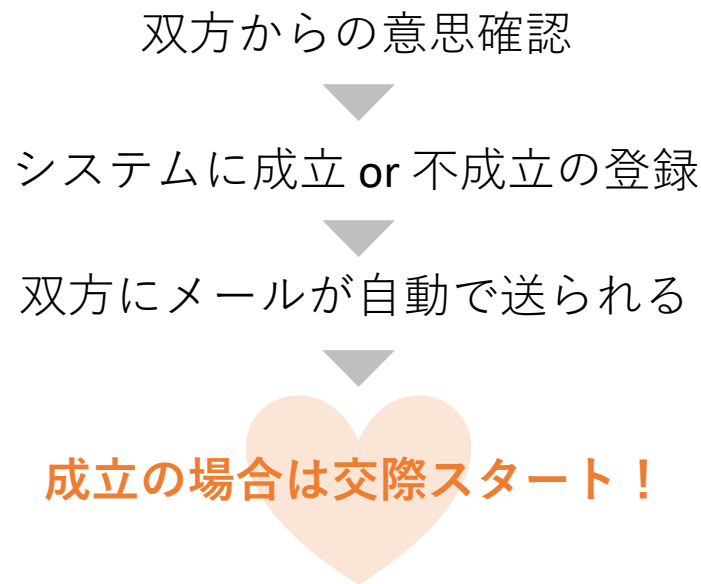 双方からの意思確認
システムに成立 or 不成立の登録
双方にメールが自動で送られる
成立の場合は交際スタート！